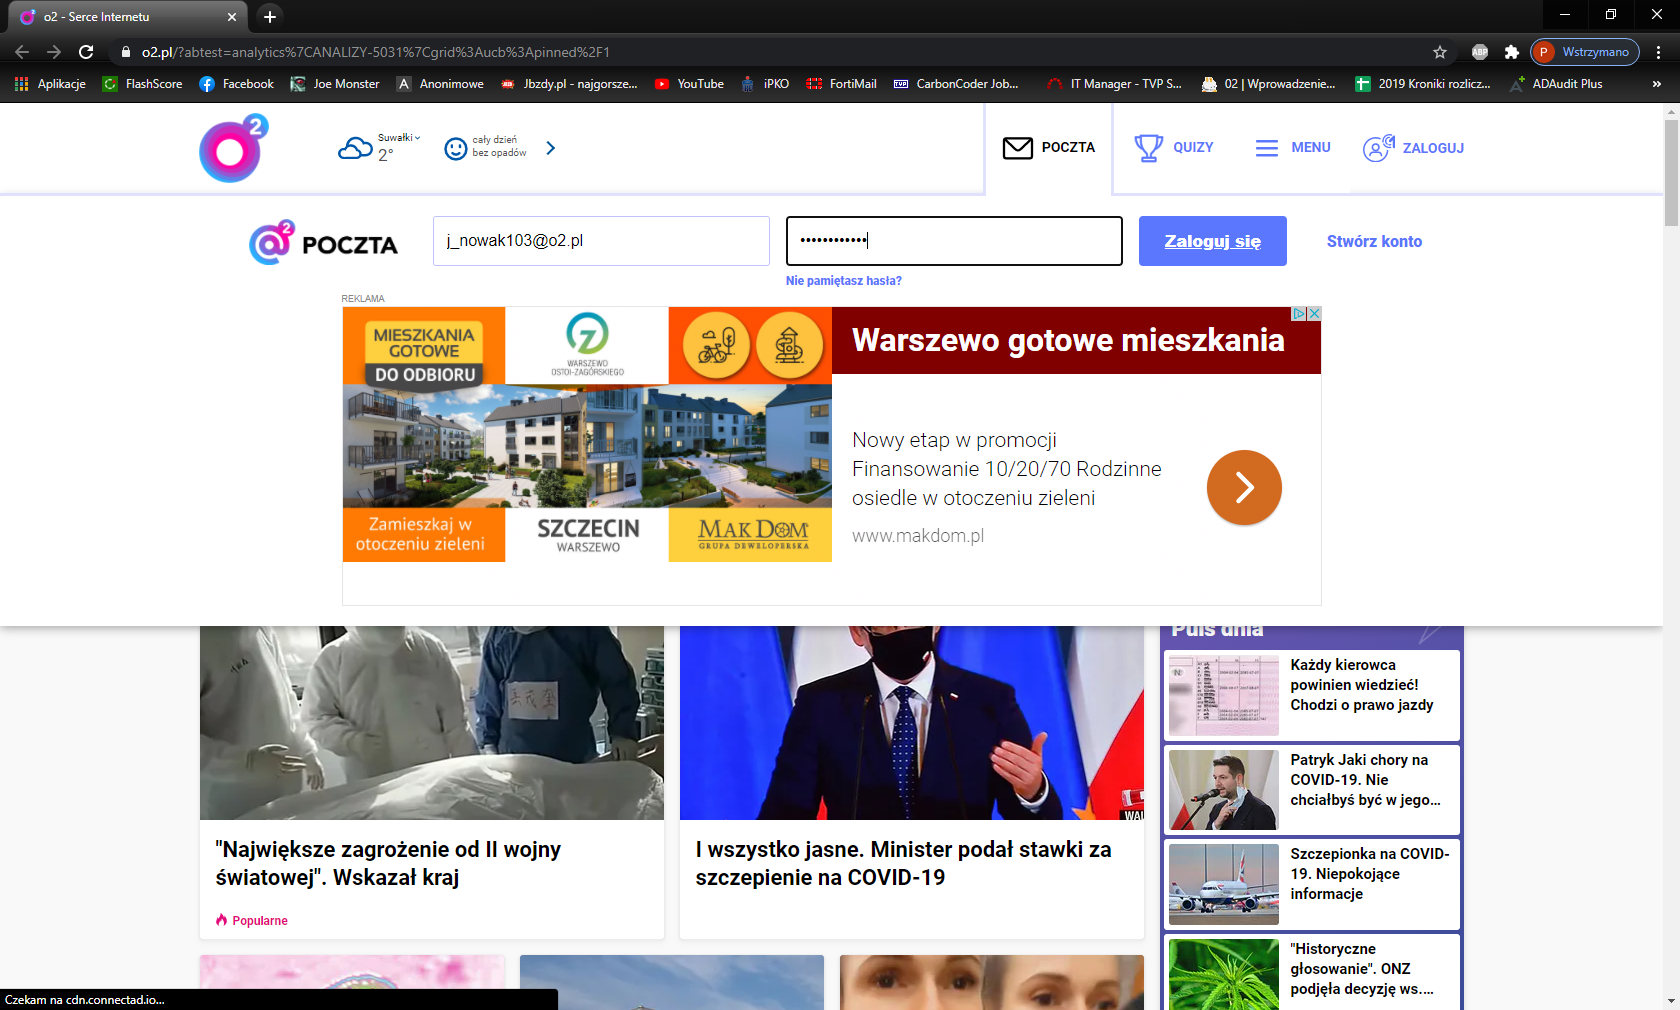 o2 - Serce Internetu
o2.pl/?abtest=analytics%7CANALIZY-5031%7Cgrid%3Aucb%3Apinned%2F1
ABP
P Wstrzymano
Aplikacje FlashScore Facebook Joe Monster A Anonimowe Jbzdy.pl - najgorsze... YouTube iPKO FortiMail CarbonCoder Job... IT Manager - TVP S... 02 | Wprowadzenie... 2019 Kroniki rozlicz... ADAudit Plus »
2
Suwałki
2°
cały dzień
bez opadów
POCZTA
QUIZY
MENU
ZALOGUJ
@2 POCZTA
j_nowak103@o2.pl
••••••••••••
Zaloguj się
Stwórz konto
Nie pamiętasz hasła?
REKLAMA
MIESZKANIA
GOTOWE
DO ODBIORU
WARSZEWO
OSTOI-ZAGÓRSKIEGO
Zamieszkaj w
otoczeniu zieleni
SZCZECIN
WARSZEWO
MAK DOM
GRUPA DEWELOPERSKA
Warszewo gotowe mieszkania
Nowy etap w promocji
Finansowanie 10/20/70 Rodzinne
osiedle w otoczeniu zieleni
www.makdom.pl
"Największe zagrożenie od II wojny
światowej". Wskazał kraj
Popularne
I wszystko jasne. Minister podał stawki za
szczepienie na COVID-19
Puls dnia
Każdy kierowca
powinien wiedzieć!
Chodzi o prawo jazdy
Patryk Jaki chory na
COVID-19. Nie
chciałbyś być w jego...
Szczepionka na COVID-
19. Niepokojące
informacje
"Historyczne
głosowanie". ONZ
podjęła decyzję ws....
Czekam na cdn.connectad.io...